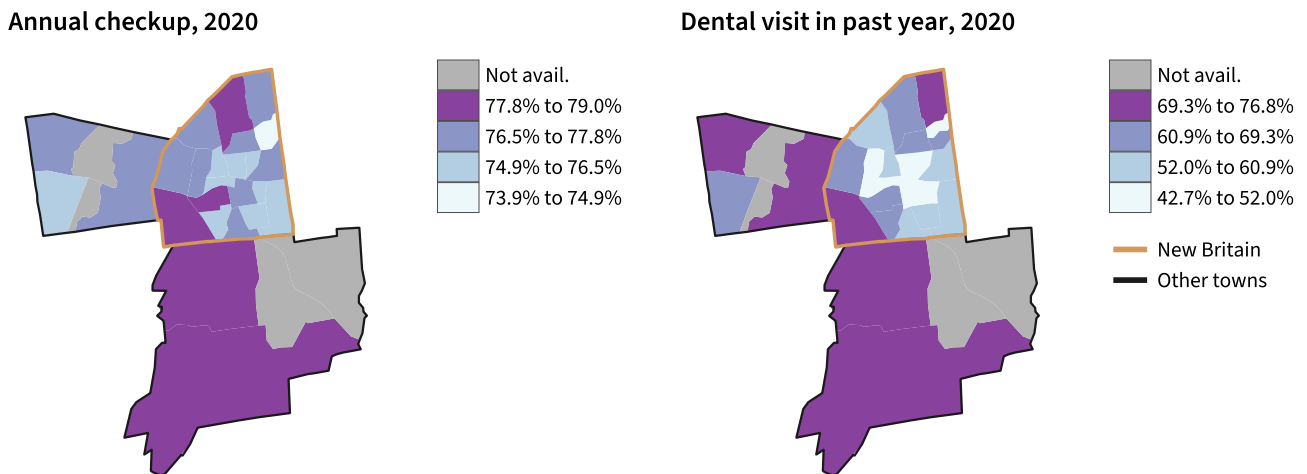 Annual checkup, 2020
Not avail.
77.8% to 79.0%
76.5% to 77.8%
74.9% to 76.5%
73.9% to 74.9%
Dental visit in past year, 2020
Not avail.
69.3% to 76.8%
60.9% to 69.3%
52.0% to 60.9%
42.7% to 52.0%
New Britain
Other towns